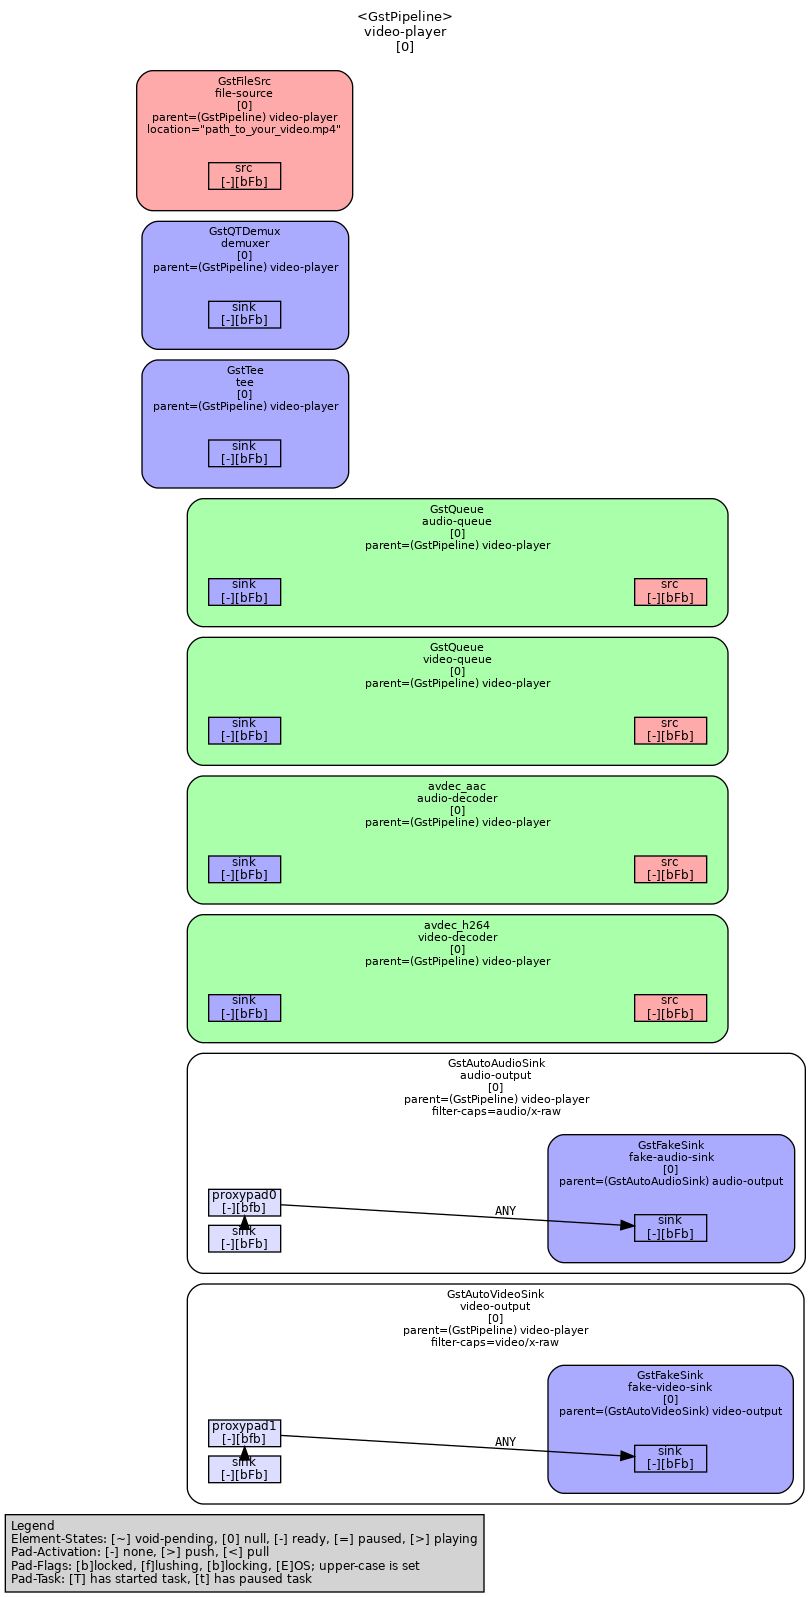 <GstPipeline>
video-player
[0]
GstFileSrc
file-source
[0]
parent=(GstPipeline) video-player
location="path_to_your_video.mp4"
src
[-][bFb]
GstQTDemux
demuxer
[0]
parent=(GstPipeline) video-player
sink
[-][bFb]
GstTee
tee
[0]
parent=(GstPipeline) video-player
sink
[-][bFb]
GstQueue
audio-queue
[0]
parent=(GstPipeline) video-player
sink
[-][bFb]
src
[-][bFb]
GstQueue
video-queue
[0]
parent=(GstPipeline) video-player
sink
[-][bFb]
src
[-][bFb]
avdec_aac
audio-decoder
[0]
parent=(GstPipeline) video-player
sink
[-][bFb]
src
[-][bFb]
avdec_h264
video-decoder
[0]
parent=(GstPipeline) video-player
sink
[-][bFb]
src
[-][bFb]
GstAutoAudioSink
audio-output
[0]
parent=(GstPipeline) video-player
filter-caps=audio/x-raw
GstFakeSink
fake-audio-sink
[0]
parent=(GstAutoAudioSink) audio-output
proxypad0
[-][bfb]
ANY
sink
[-][bFb]
sink
[-][bFb]
GstAutoVideoSink
video-output
[0]
parent=(GstPipeline) video-player
filter-caps=video/x-raw
GstFakeSink
fake-video-sink
[0]
parent=(GstAutoVideoSink) video-output
proxypad1
[-][bfb]
ANY
sink
[-][bFb]
sink
[-][bFb]
Legend
Element-States: [~] void-pending, [0] null, [-] ready, [=] paused, [>] playing
Pad-Activation: [-] none, [>] push, [<] pull
Pad-Flags: [b]locked, [f]lushing, [b]locking, [E]OS; upper-case is set
Pad-Task: [T] has started task, [t] has paused task